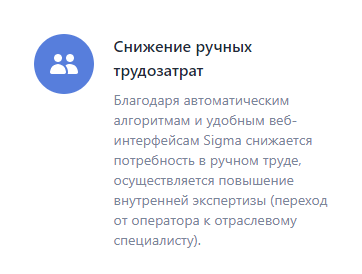 Снижение ручных
трудозатрат
Благодаря автоматическим
алгоритмам и удобным веб-
интерфейсам Sigma снижается
потребность в ручном труде,
осуществляется повышение
внутренней экспертизы (переход
от оператора к отраслевому
специалисту).